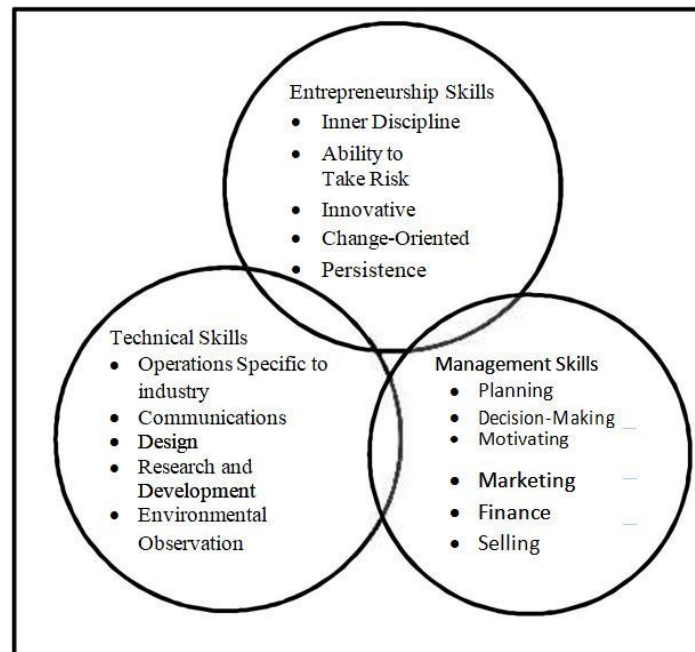 Entrepreneurship Skills
• Inner Discipline
• Ability to
Take Risk
• Innovative
• Change-Oriented
• Persistence
Technical Skills
• Operations Specific to
industry
• Communications
• Design
• Research and
Development
• Environmental
Observation
Management Skills
• Planning
• Decision-Making
• Motivating
• Marketing
• Finance
• Selling